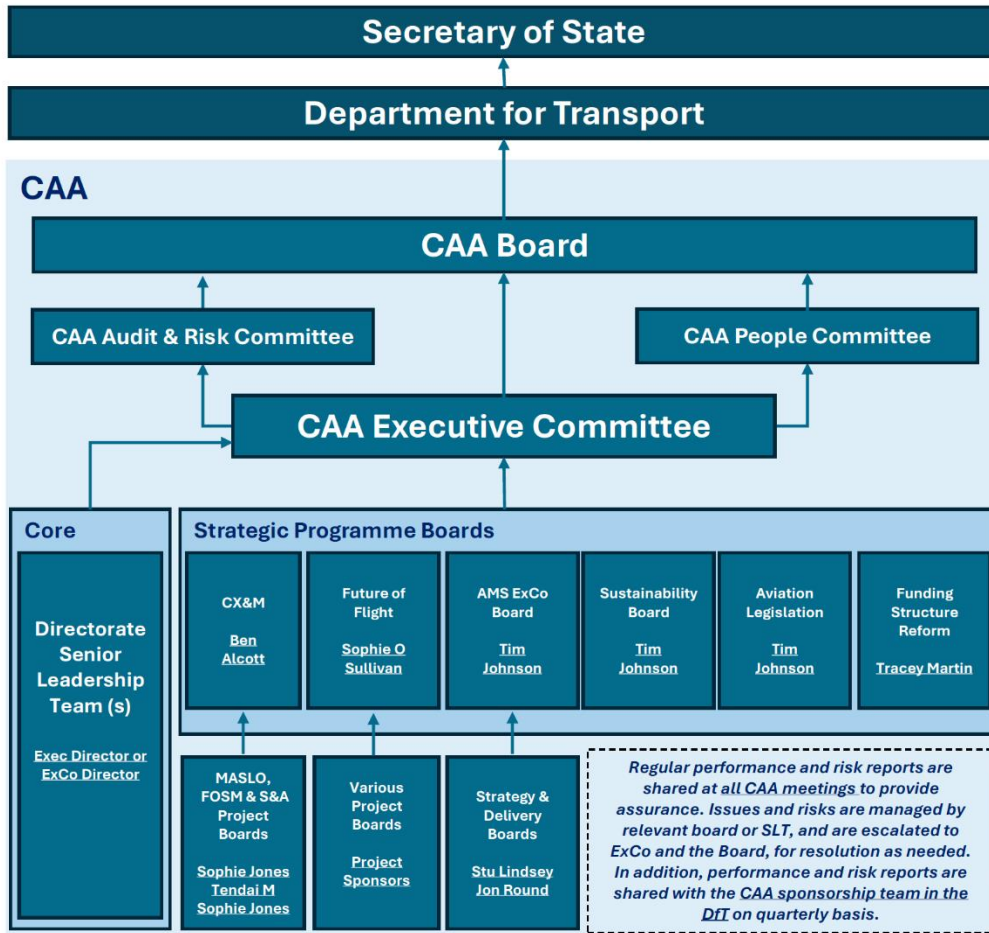 Secretary of State
Department for Transport
CAA
CAA Board
CAA Audit & Risk Committee
CAA People Committee
CAA Executive Committee
Core
Directorate
Senior
Leadership
Team (s)
Exec Director or
ExCo Director
Strategic Programme Boards
CX&M
Ben
Alcott
Future of
Flight
Sophie O
Sullivan
AMS ExCo
Board
Tim
Johnson
Sustainability
Board
Tim
Johnson
Aviation
Legislation
Tim
Johnson
Funding
Structure
Reform
Tracey Martin
MASLO,
FOSM & S&A
Project
Boards
Sophie Jones
Tendai M
Sophie Jones
Various
Project
Boards
Project
Sponsors
Strategy &
Delivery
Boards
Stu Lindsey
Jon Round
Regular performance and risk reports are
shared at all CAA meetings to provide
assurance. Issues and risks are managed by
relevant board or SLT, and are escalated to
ExCo and the Board, for resolution as needed.
In addition, performance and risk reports are
shared with the CAA sponsorship team in the
DfT on quarterly basis.